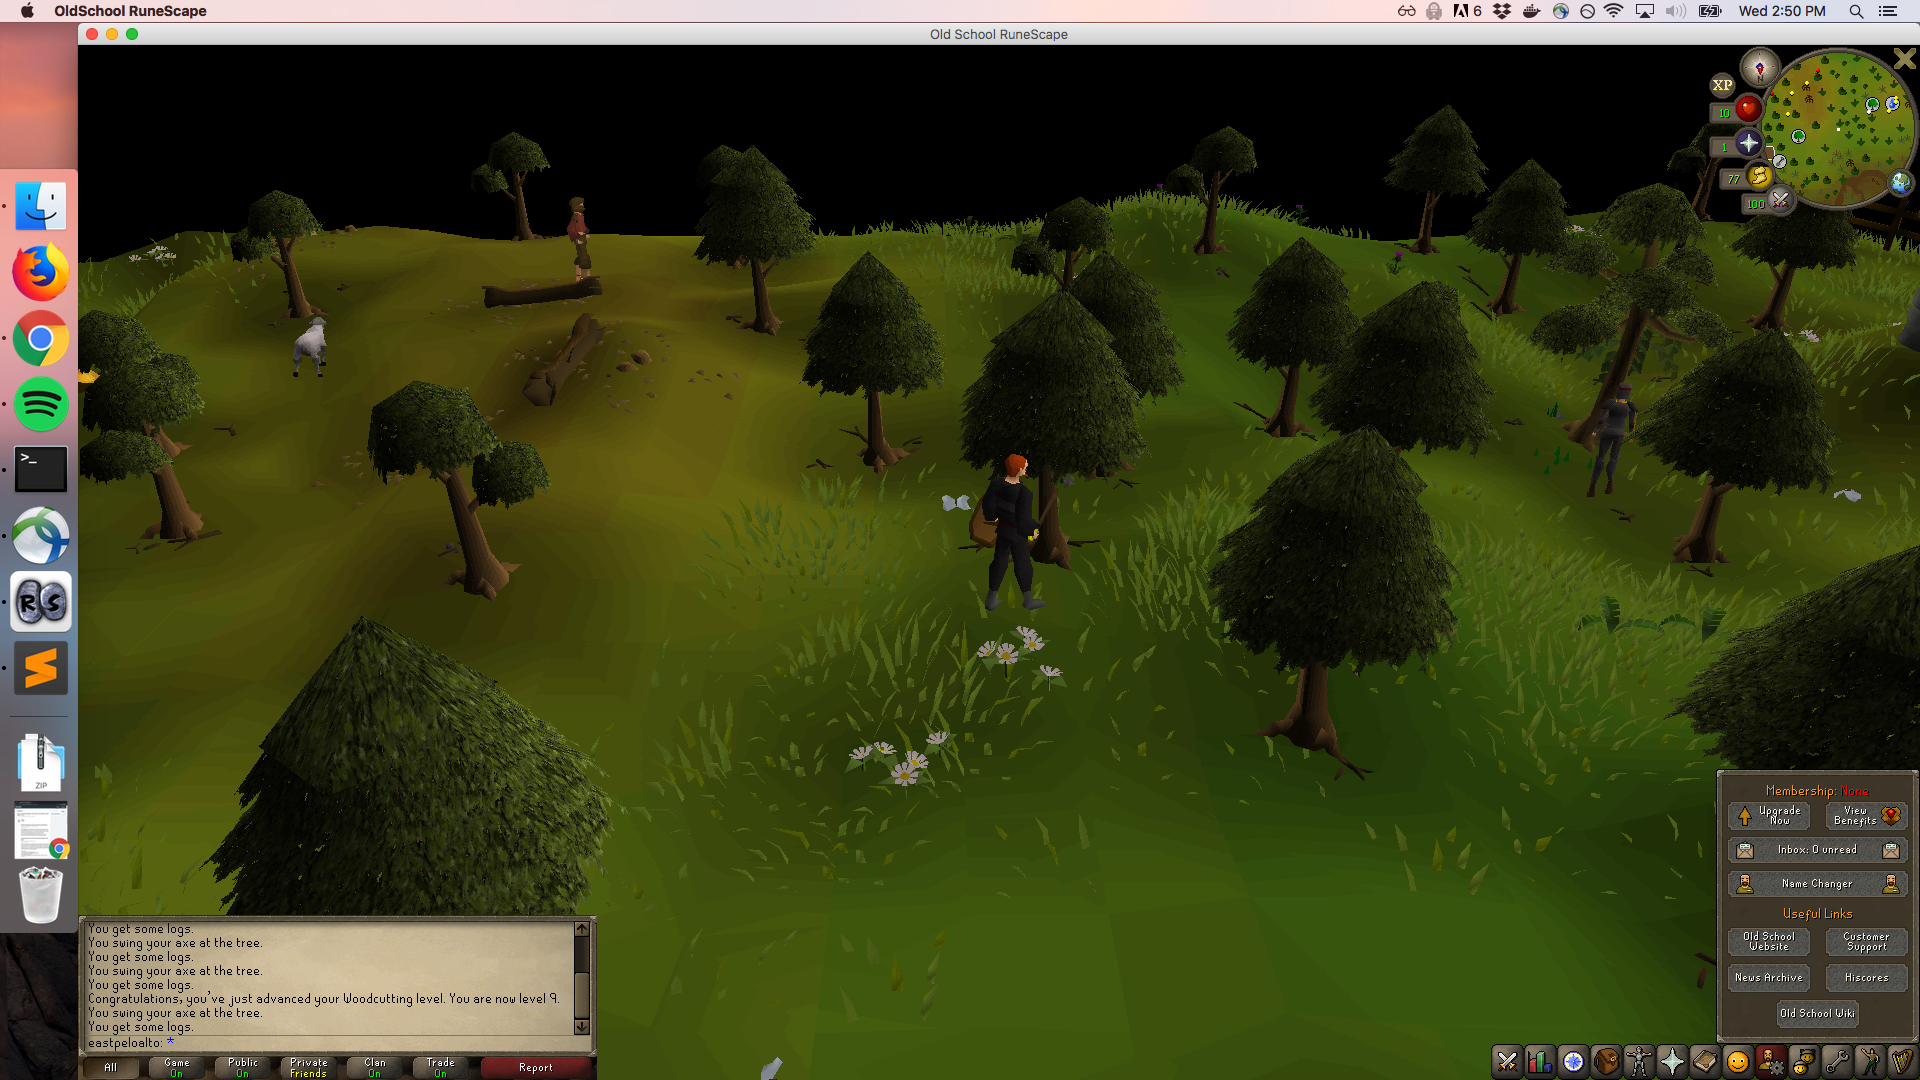 OldSchool RuneScape
6
Wed 2:50 PM
Old School RuneScape
XP
N
10
1
77
100
>_
RS
ZIP
Membership: None
Upgrade Now
View Benefits
Inbox: 0 unread
Name Changer
Useful Links
Old School Website
Customer Support
News Archive
Hiscores
Old School Wiki
You get some logs.
You swing your axe at the tree.
You get some logs.
You swing your axe at the tree.
You get some logs.
Congratulations, you've just advanced your Woodcutting level. You are now level 9.
You swing your axe at the tree.
You get some logs.
eastpeloalto: *
All
Game On
Public On
Private Friends
Clan On
Trade On
Report